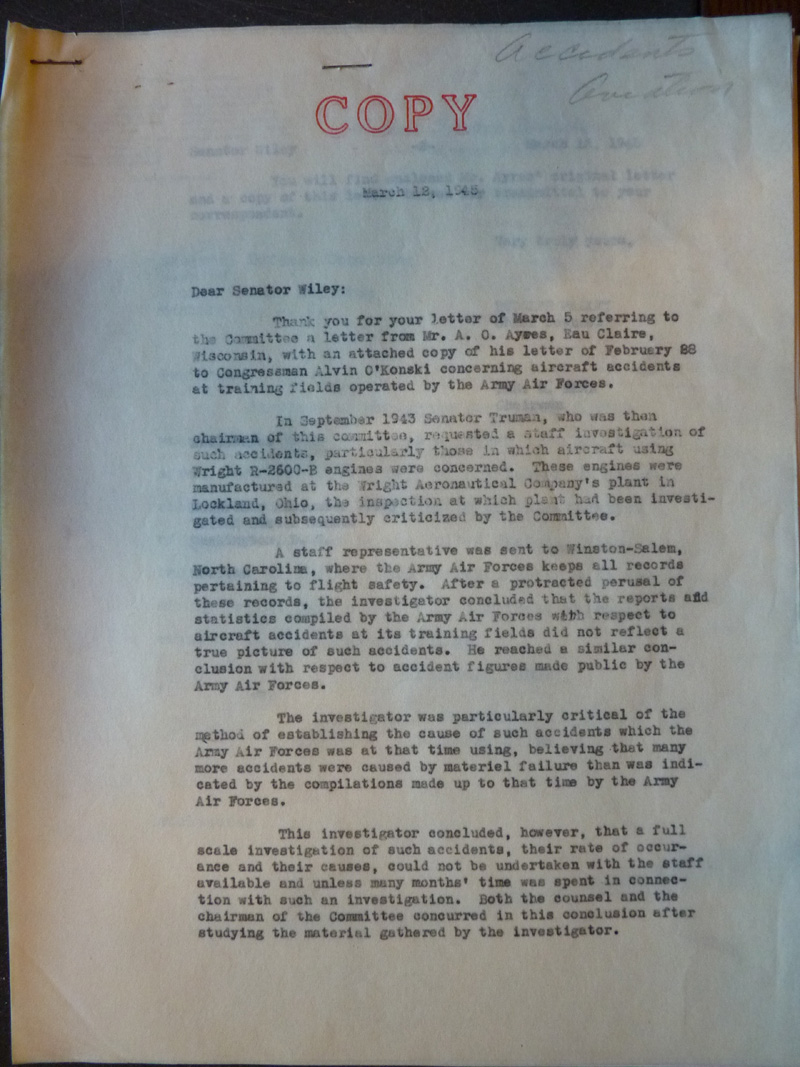 Accidents
Aviation
COPY
March 12, 1945
Dear Senator Wiley:
Thank you for your letter of March 5 referring to
the Committee a letter from Mr. A. O. Ayres, Eau Claire,
Wisconsin, with an attached copy of his letter of February 28
to Congressman Alvin O'Konski concerning aircraft accidents
at training fields operated by the Army Air Forces.
In September 1943 Senator Truman, who was then
chairman of this committee, requested a staff investigation of
such accidents, particularly those in which aircraft using
Wright R-2600-B engines were concerned. These engines were
manufactured at the Wright Aeronautical Company's plant in
Lockland, Ohio, the inspection at which plant had been investi-
gated and subsequently criticized by the Committee.
A staff representative was sent to Winston-Salem,
North Carolina, where the Army Air Forces keeps all records
pertaining to flight safety. After a protracted perusal of
these records, the investigator concluded that the reports and
statistics compiled by the Army Air Forces with respect to
aircraft accidents at its training fields did not reflect a
true picture of such accidents. He reached a similar con-
clusion with respect to accident figures made public by the
Army Air Forces.
The investigator was particularly critical of the
method of establishing the cause of such accidents which the
Army Air Forces was at that time using, believing that many
more accidents were caused by materiel failure than was indi-
cated by the compilations made up to that time by the Army
Air Forces.
This investigator concluded, however, that a full
scale investigation of such accidents, their rate of occur-
ance and their causes, could not be undertaken with the staff
available and unless many months' time was spent in connec-
tion with such an investigation. Both the counsel and the
chairman of the Committee concurred in this conclusion after
studying the material gathered by the investigator.